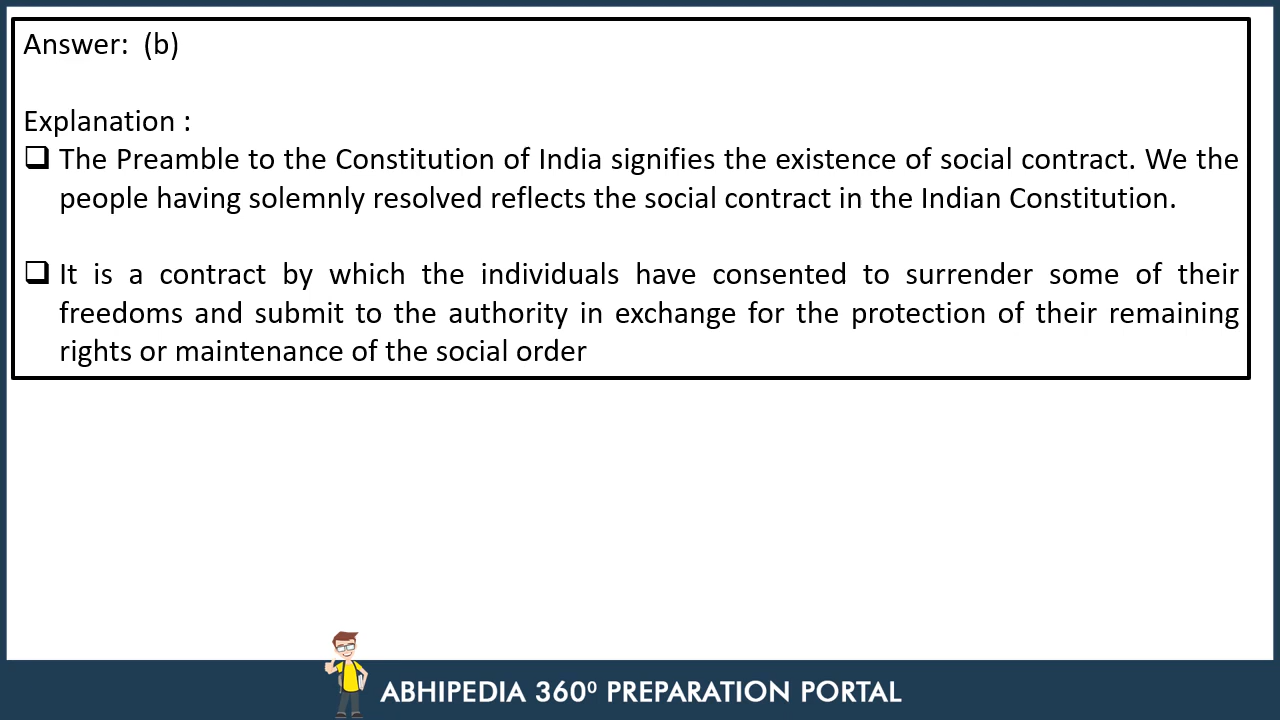 Answer: (b)
Explanation :
❑ The Preamble to the Constitution of India signifies the existence of social contract. We the
people having solemnly resolved reflects the social contract in the Indian Constitution.
❑ It is a contract by which the individuals have consented to surrender some of their
freedoms and submit to the authority in exchange for the protection of their remaining
rights or maintenance of the social order
ABHIPEDIA 360⁰ PREPARATION PORTAL